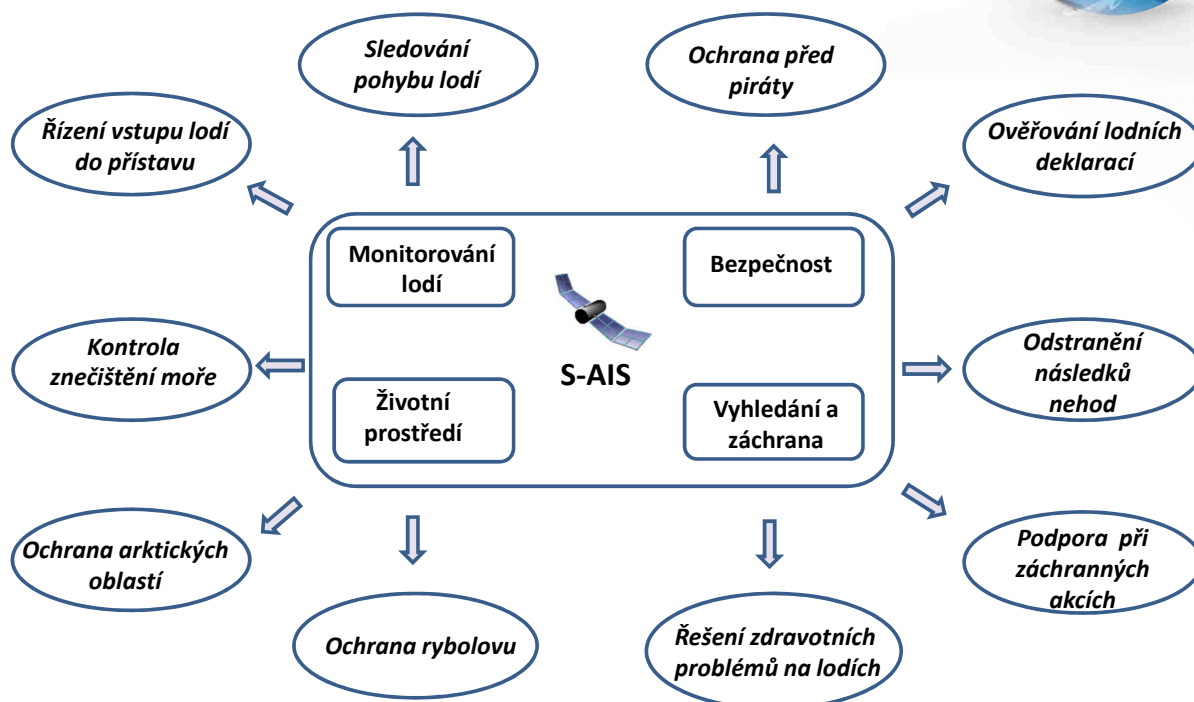 Sledování
pohybu lodí
Ochrana před
piráty
Řízení vstupu lodí
do přístavu
Ověřování lodních
deklarací
Monitorování
lodí
Bezpečnost
Kontrola
znečištění moře
S-AIS
Odstranění
následků
nehod
Životní
prostředí
Vyhledání a
záchrana
Ochrana arktických
oblastí
Podpora při
záchranných
akcích
Ochrana rybolovu
Řešení zdravotních
problémů na lodích